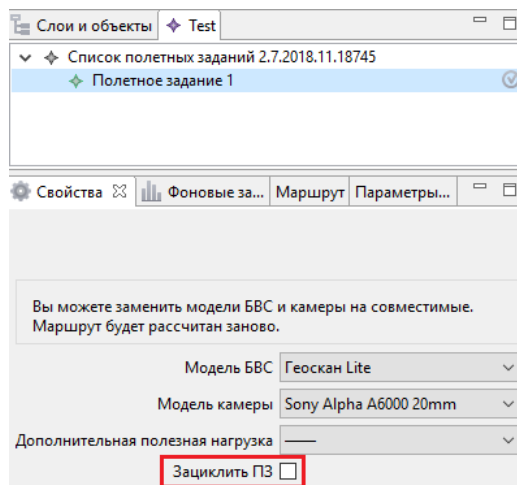 Слои и объекты Test
Список полетных заданий 2.7.2018.11.18745
Полетное задание 1
Свойства Фоновые за... Маршрут Параметры...
Вы можете заменить модели БВС и камеры на совместимые.
Маршрут будет рассчитан заново.
Модель БВС Геоскан Lite
Модель камеры Sony Alpha A6000 20mm
Дополнительная полезная нагрузка ——
Зациклить ПЗ